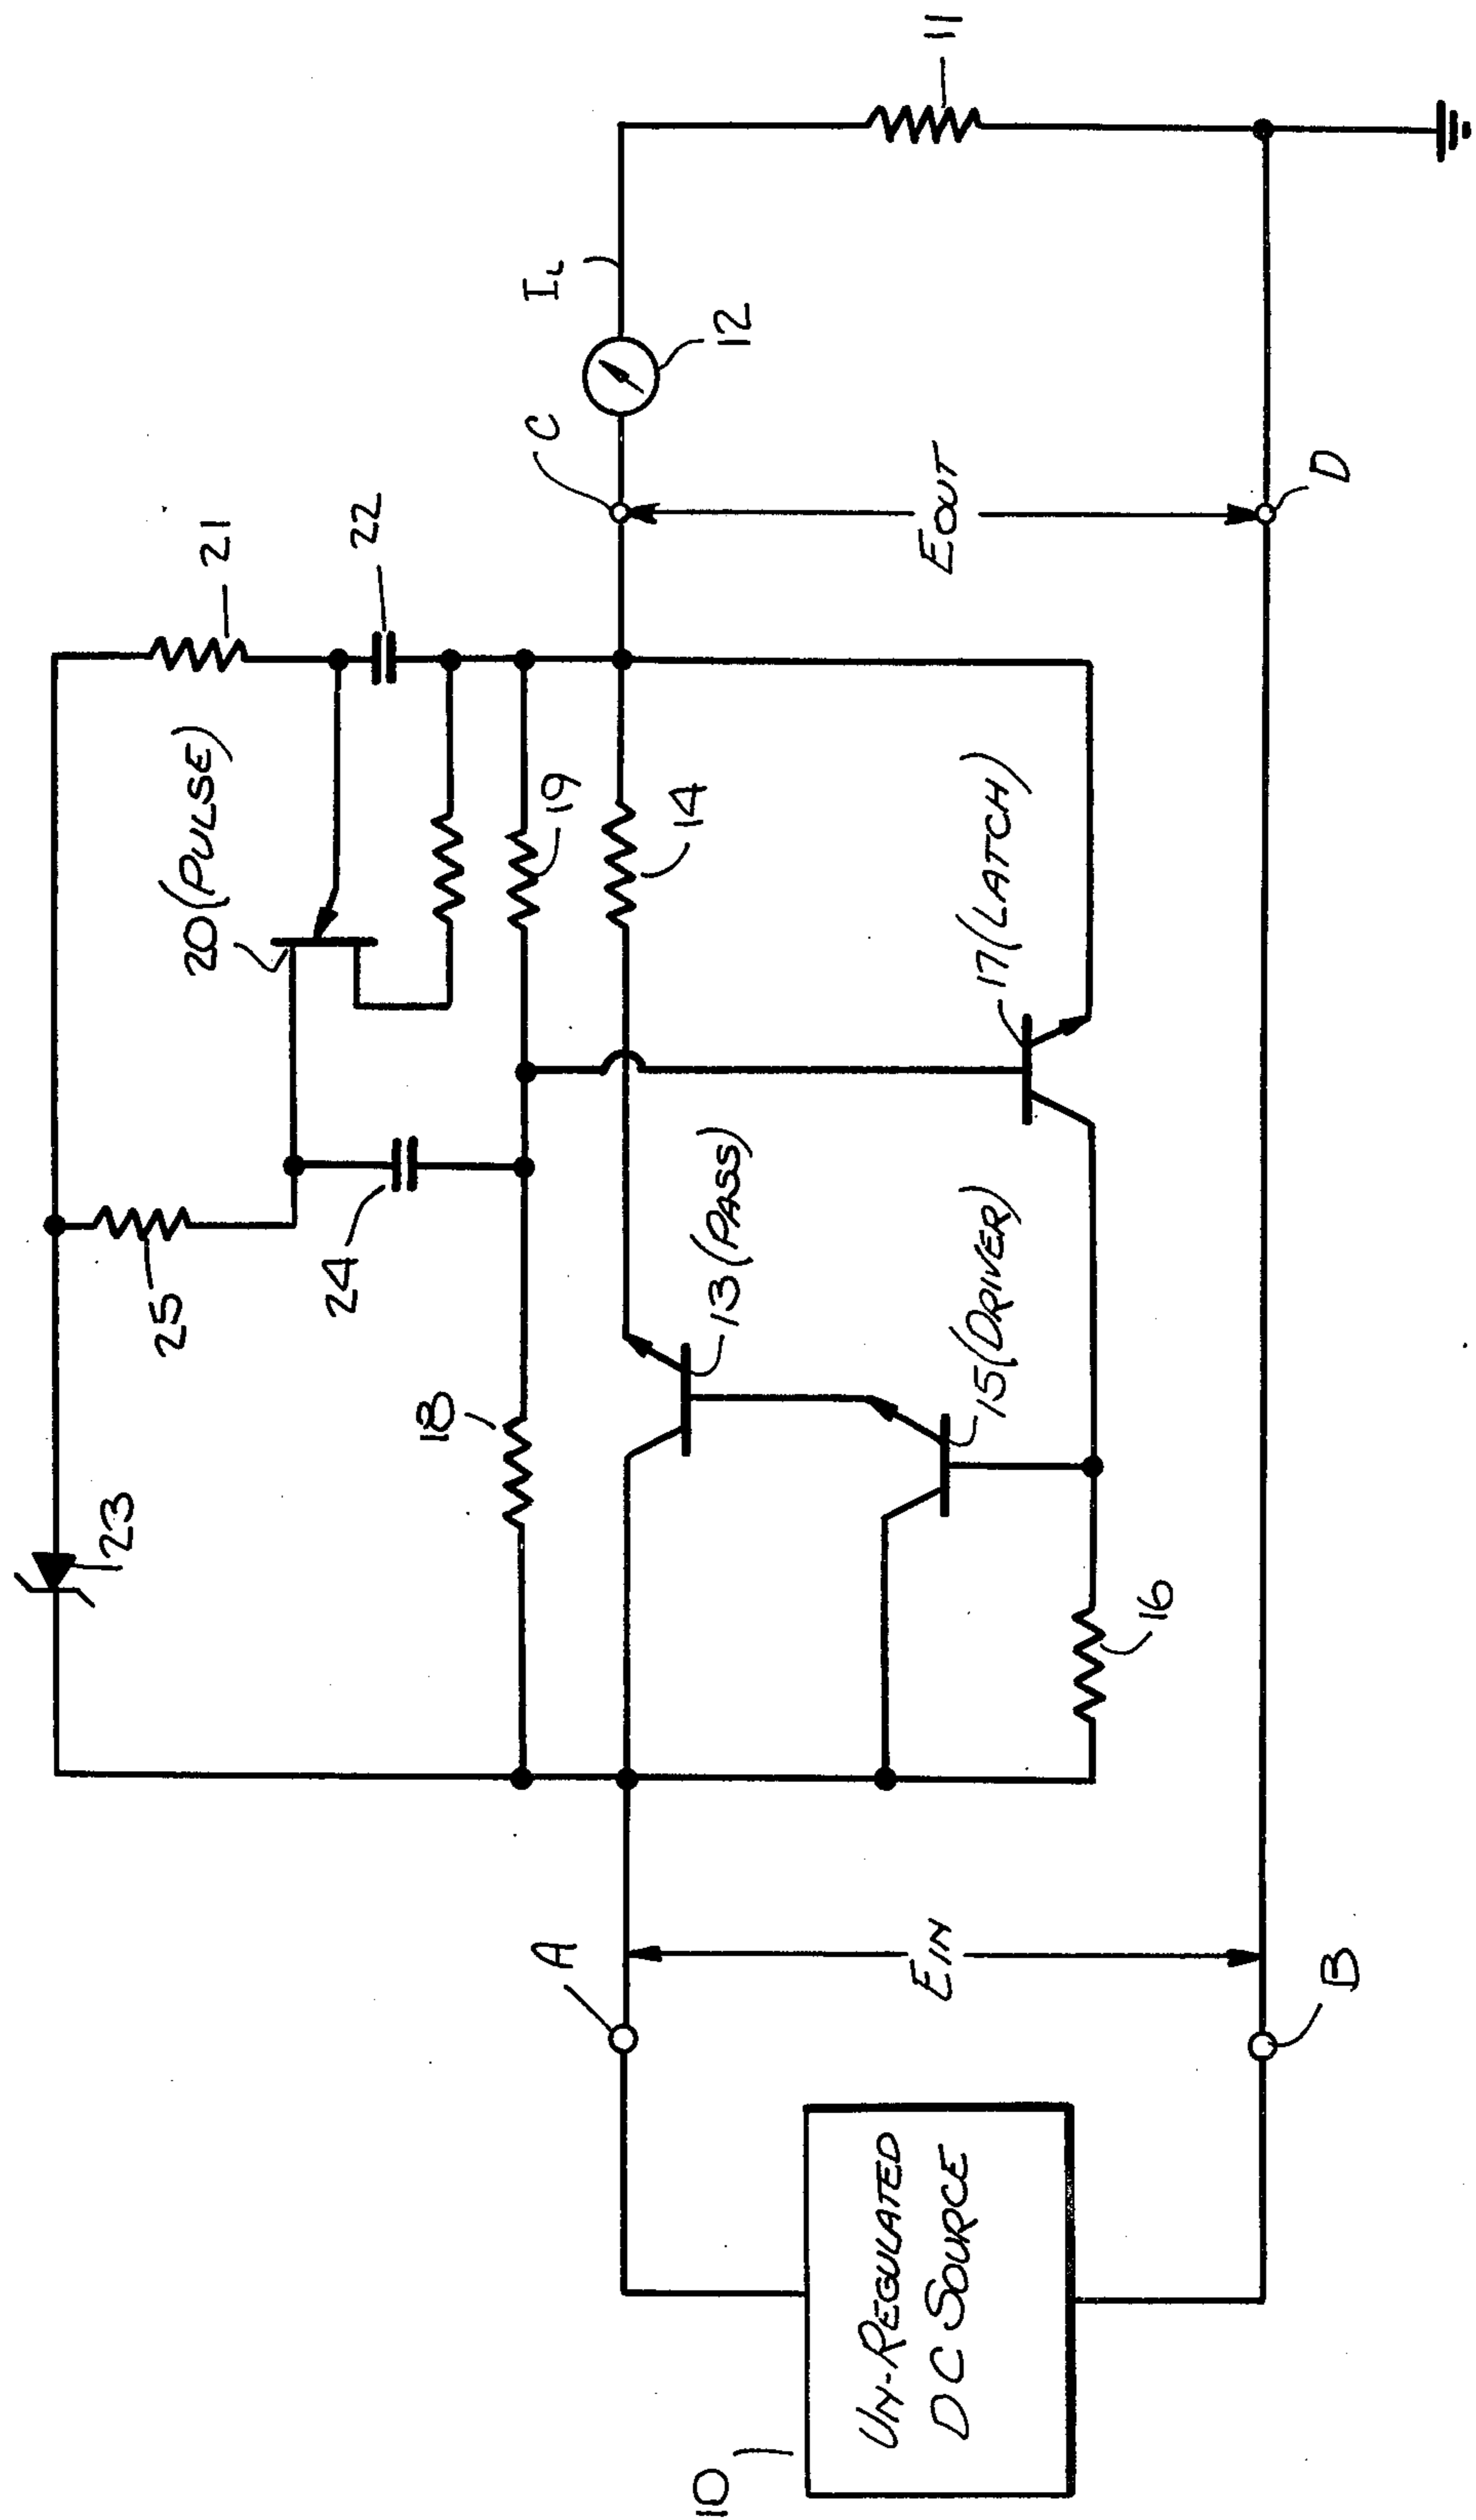 23
25
21
20 (PULSE)
22
24
18
19
14
IL
12
C
A
13 (PASS)
15 (DRIVER)
17 (LATCH)
16
11
10
UN-REGULATED
DC SOURCE
EIN
EOUT
B
D